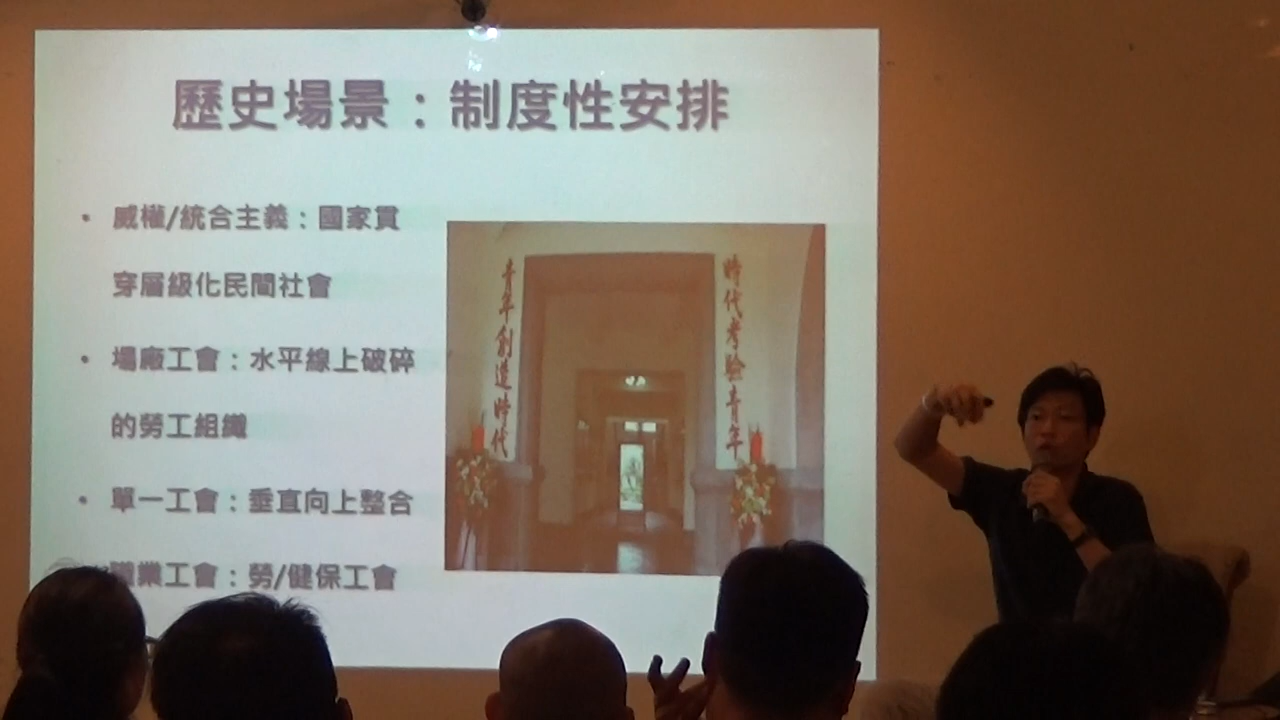 歷史場景：制度性安排
• 威權/統合主義：國家貫
穿層級化民間社會
• 場廠工會：水平線上破碎
的勞工組織
• 單一工會：垂直向上整合
職業工會：勞/健保工會
時代考驗青年
青年創造時代